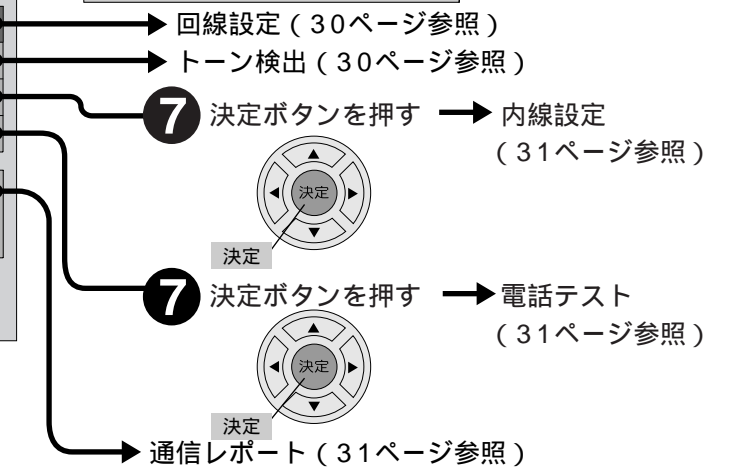 回線設定(30ページ参照)
トーン検出(30ページ参照)
7 決定ボタンを押す 内線設定
(31ページ参照)
決定
決定
7 決定ボタンを押す 電話テスト
(31ページ参照)
決定
決定
通信レポート(31ページ参照)